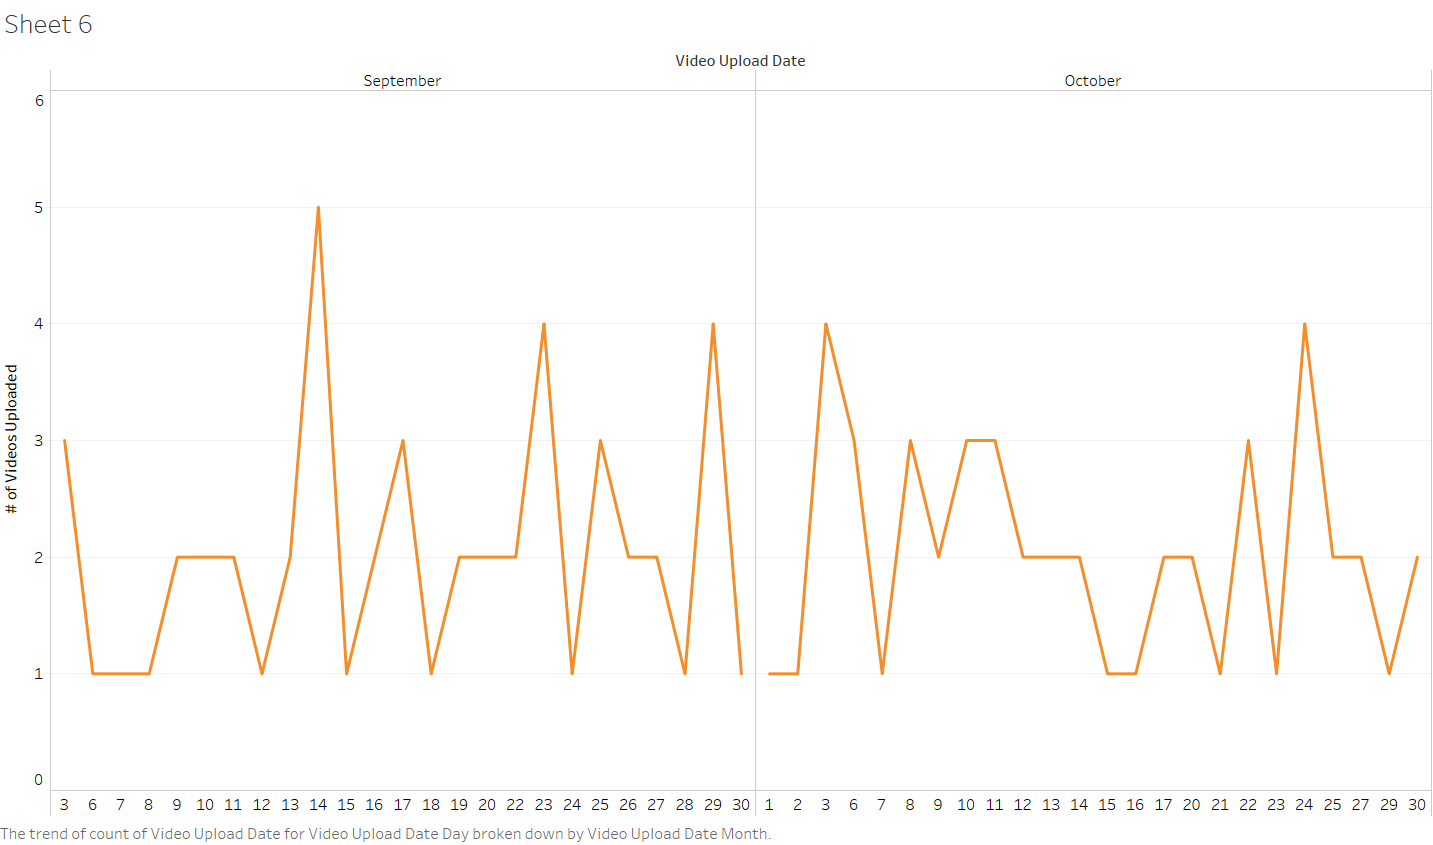 Sheet 6
Video Upload Date
September October
6
5
4
3
2
1
0
# of Videos Uploaded
3 6 7 8 9 10 11 12 13 14 15 16 17 18 19 20 22 23 24 25 26 27 28 29 30 1 2 3 6 7 8 9 10 11 12 13 14 15 16 17 20 21 22 23 24 25 27 29 30
The trend of count of Video Upload Date for Video Upload Date Day broken down by Video Upload Date Month.